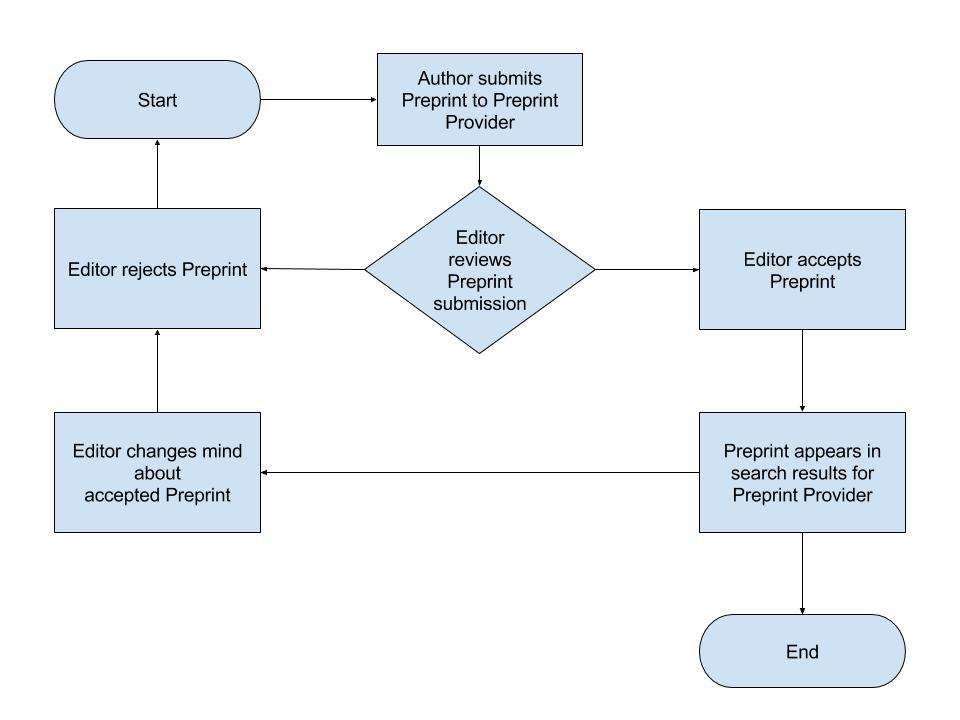 Start
Author submits
Preprint to Preprint
Provider
Editor
reviews
Preprint
submission
Editor rejects Preprint
Editor accepts
Preprint
Editor changes mind
about
accepted Preprint
Preprint appears in
search results for
Preprint Provider
End